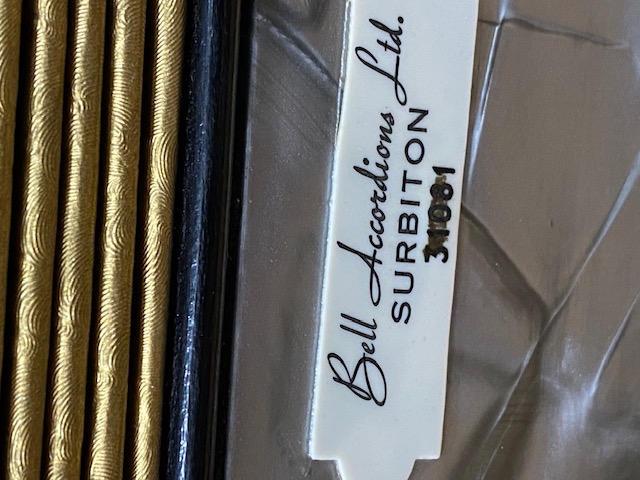 Bell Accordions Ltd.
SURBITON
31081